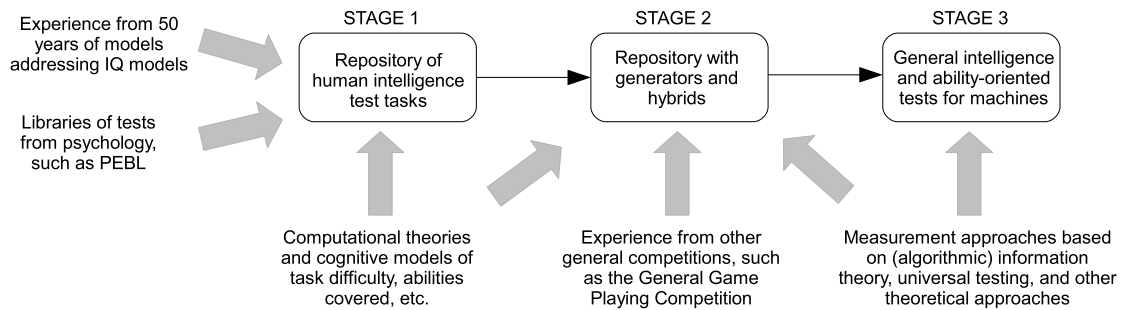 Experience from 50
years of models
addressing IQ models
Libraries of tests
from psychology,
such as PEBL
STAGE 1
Repository of
human intelligence
test tasks
STAGE 2
Repository with
generators and
hybrids
STAGE 3
General intelligence
and ability-oriented
tests for machines
Computational theories
and cognitive models of
task difficulty, abilities
covered, etc.
Experience from other
general competitions, such
as the General Game
Playing Competition
Measurement approaches based
on (algorithmic) information
theory, universal testing, and other
theoretical approaches